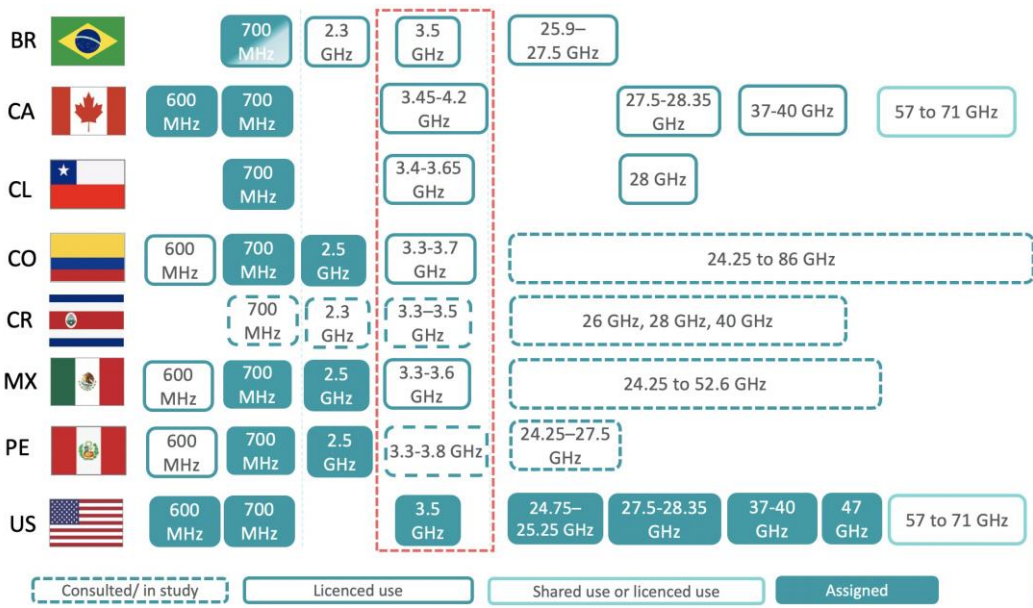 BR
700
MHz
2.3
GHz
3.5
GHz
25.9–
27.5 GHz
CA
600
MHz
700
MHz
3.45-4.2
GHz
27.5-28.35
GHz
37-40 GHz
57 to 71 GHz
CL
700
MHz
3.4-3.65
GHz
28 GHz
CO
600
MHz
700
MHz
2.5
GHz
3.3-3.7
GHz
24.25 to 86 GHz
CR
700
MHz
2.3
GHz
3.3–3.5
GHz
26 GHz, 28 GHz, 40 GHz
MX
600
MHz
700
MHz
2.5
GHz
3.3-3.6
GHz
24.25 to 52.6 GHz
PE
600
MHz
700
MHz
2.5
GHz
3.3-3.8 GHz
24.25–27.5
GHz
US
600
MHz
700
MHz
3.5
GHz
24.75–
25.25 GHz
27.5-28.35
GHz
37-40
GHz
47
GHz
57 to 71 GHz
Consulted/ in study
Licenced use
Shared use or licenced use
Assigned